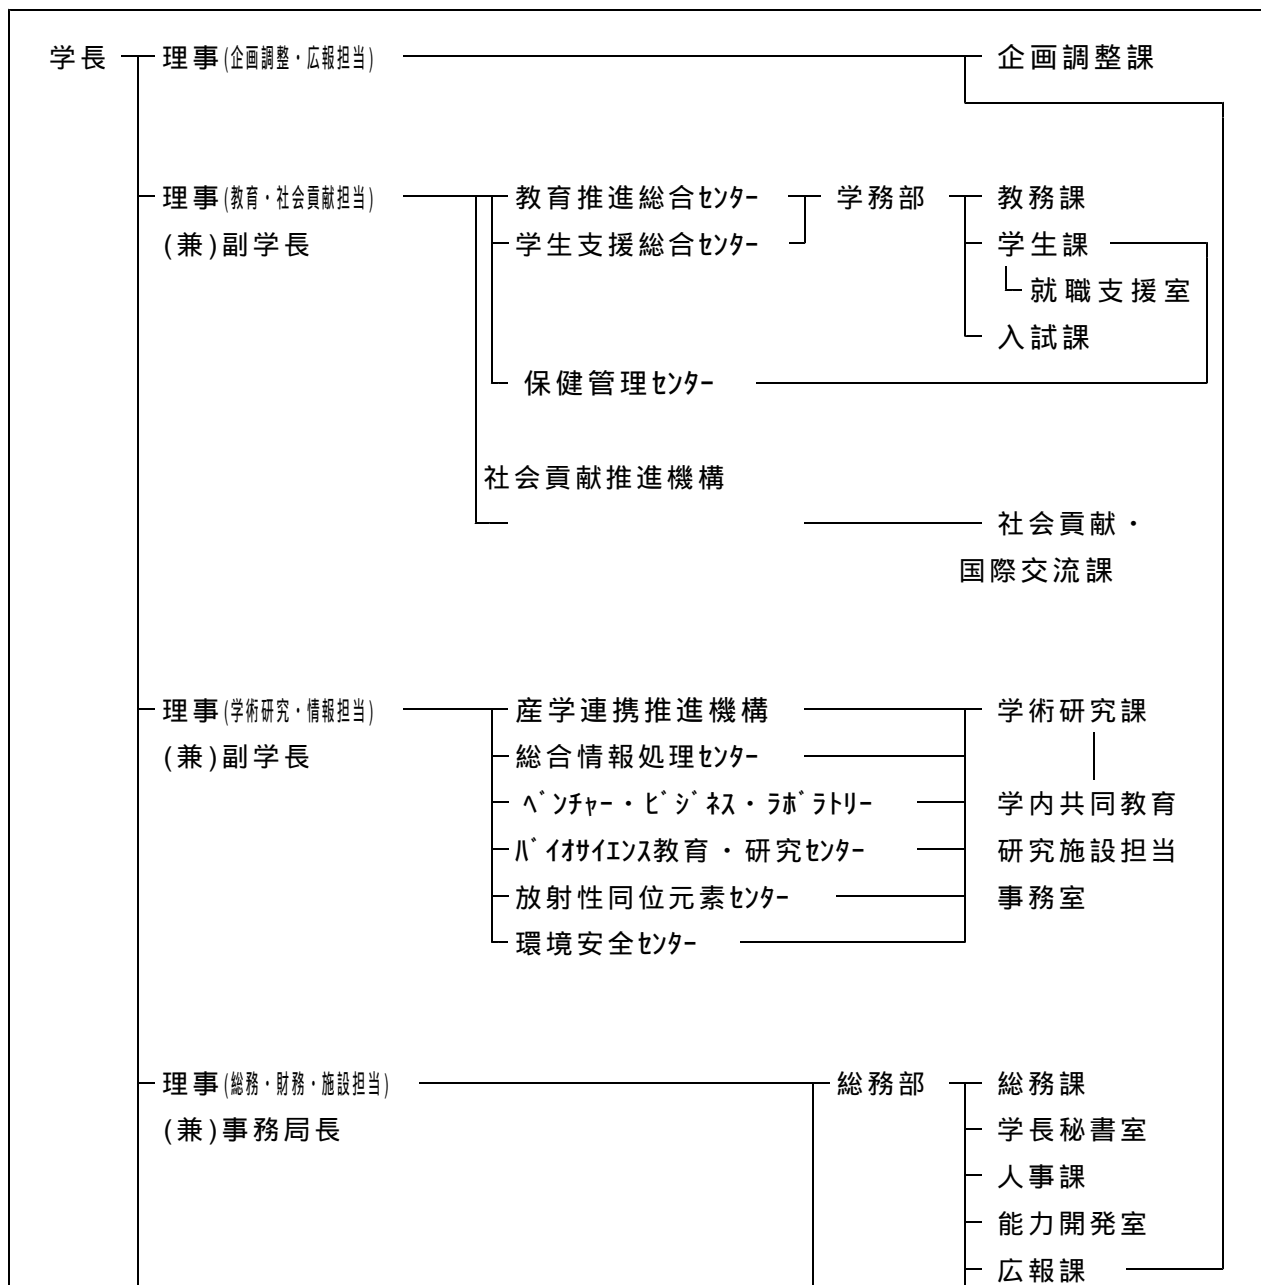 学長 理事(企画調整・広報担当) 企画調整課
理事(教育・社会貢献担当) 教育推進総合ｾﾝﾀｰ 学務部 教務課
(兼)副学長 学生支援総合ｾﾝﾀｰ 学生課
就職支援室
入試課
保健管理ｾﾝﾀｰ
社会貢献推進機構
社会貢献・
国際交流課
理事(学術研究・情報担当) 産学連携推進機構 学術研究課
(兼)副学長 総合情報処理ｾﾝﾀｰ
ﾍﾞﾝﾁｬｰ・ﾋﾞｼﾞﾈｽ・ﾗﾎﾞﾗﾄﾘｰ 学内共同教育
ﾊﾞｲｵｻｲｴﾝｽ教育・研究ｾﾝﾀｰ 研究施設担当
放射性同位元素ｾﾝﾀｰ 事務室
環境安全ｾﾝﾀｰ
理事(総務・財務・施設担当) 総務部 総務課
(兼)事務局長 学長秘書室
人事課
能力開発室
広報課